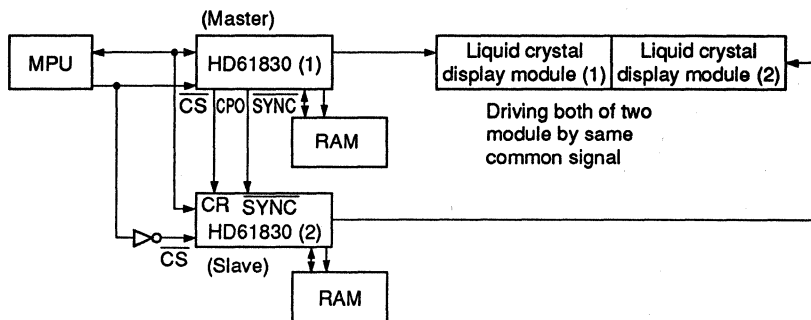 (Master)
MPU
HD61830 (1)
Liquid crystal
display module (1)
Liquid crystal
display module (2)
CS CPO SYNC
RAM
Driving both of two
module by same
common signal
CR SYNC
HD61830 (2)
CS
(Slave)
RAM